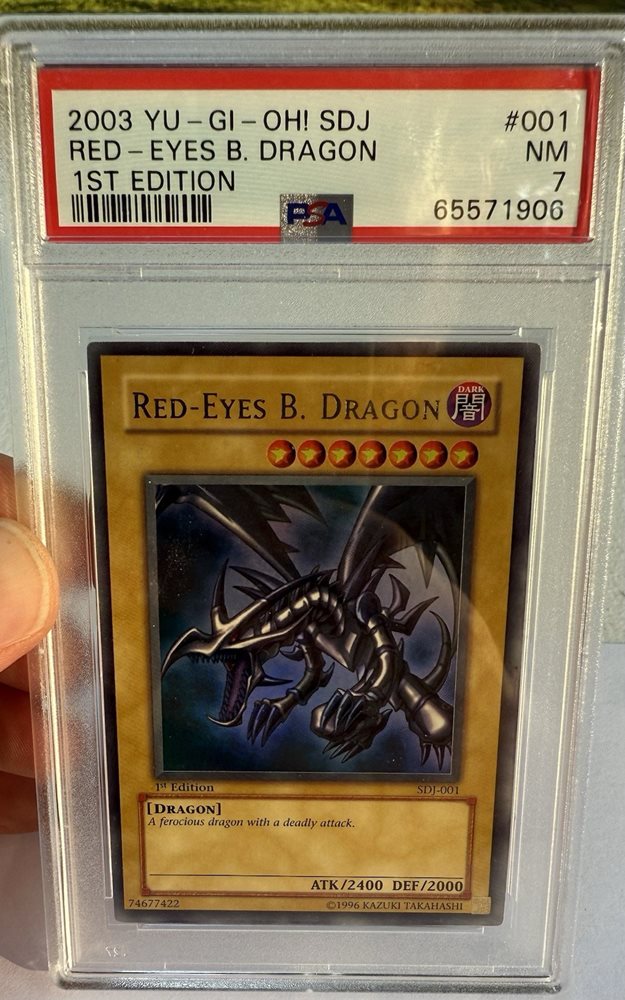 2003 YU-GI-OH! SDJ #001
RED-EYES B. DRAGON NM
1ST EDITION 7
PSA 65571906
RED-EYES B. DRAGON DARK 闇
1st Edition SDJ-001
[DRAGON]
A ferocious dragon with a deadly attack.
ATK/2400 DEF/2000
74677422 ©1996 KAZUKI TAKAHASHI